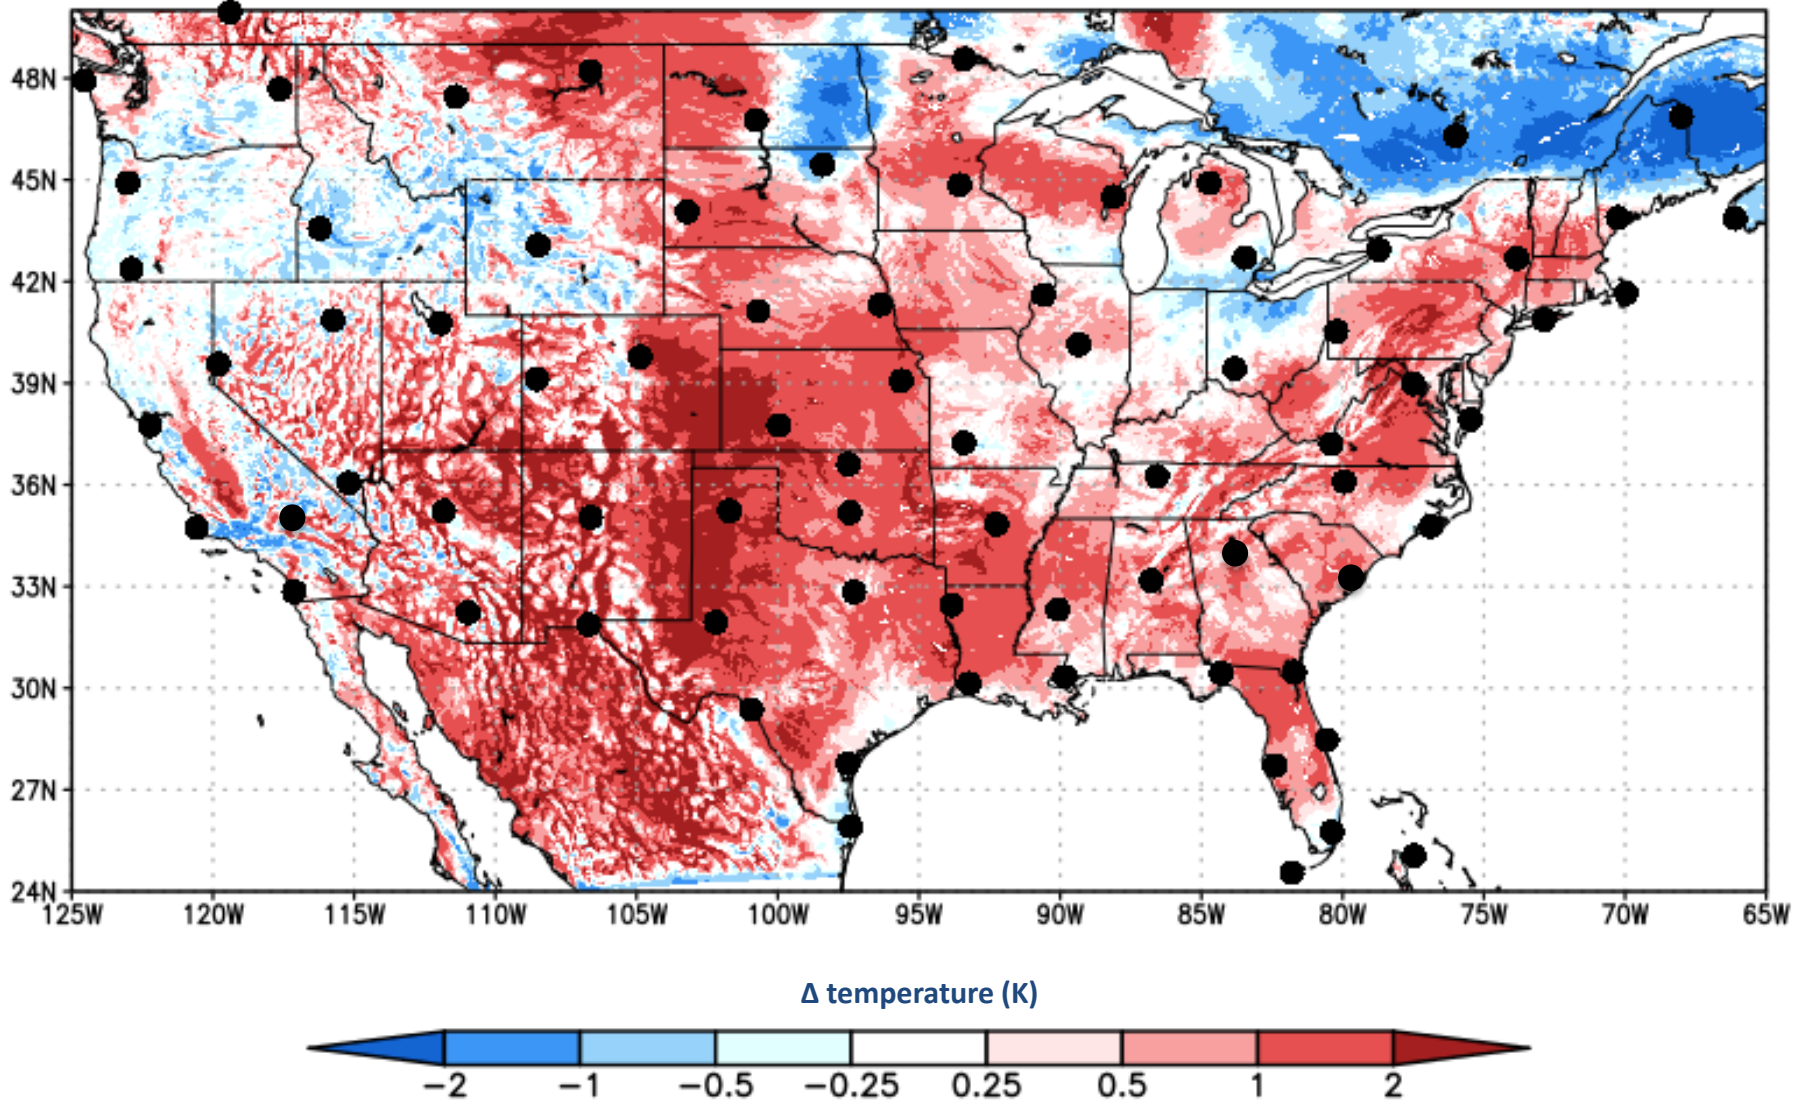 48N
45N
42N
39N
36N
33N
30N
27N
24N
125W 120W 115W 110W 105W 100W 95W 90W 85W 80W 75W 70W 65W
Δ temperature (K)
−2 −1 −0.5 −0.25 0.25 0.5 1 2